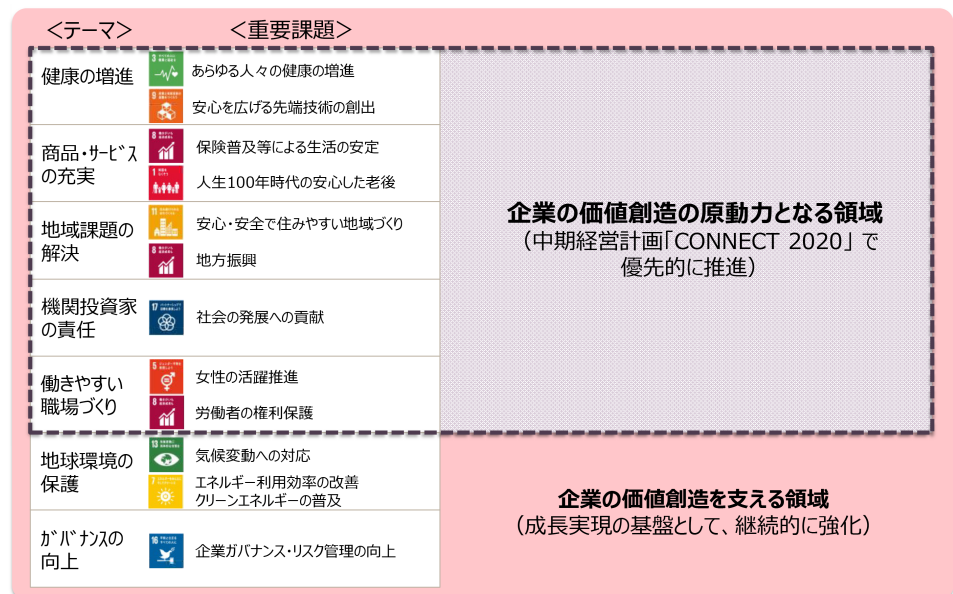 ＜テーマ＞
＜重要課題＞
健康の増進
3
あらゆる人々の健康の増進
9
安心を広げる先端技術の創出
商品・ｻｰﾋﾞｽ
の充実
8
保険普及等による生活の安定
1
人生100年時代の安心した老後
地域課題の
解決
11
安心・安全で住みやすい地域づくり
8
地方振興
機関投資家
の責任
17
社会の発展への貢献
働きやすい
職場づくり
5
女性の活躍推進
8
労働者の権利保護
企業の価値創造の原動力となる領域
（中期経営計画「CONNECT 2020」で
優先的に推進）
地球環境の
保護
13
気候変動への対応
7
エネルギー利用効率の改善
クリーンエネルギーの普及
ｶﾞﾊﾞﾅﾝｽの
向上
16
企業ガバナンス・リスク管理の向上
企業の価値創造を支える領域
（成長実現の基盤として、継続的に強化）